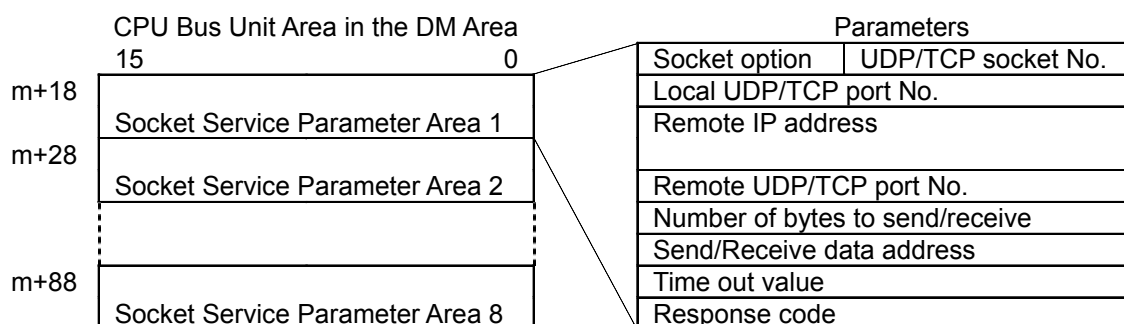 CPU Bus Unit Area in the DM Area
15 0
m+18
Socket Service Parameter Area 1
m+28
Socket Service Parameter Area 2
m+88
Socket Service Parameter Area 8
Parameters
Socket option UDP/TCP socket No.
Local UDP/TCP port No.
Remote IP address
Remote UDP/TCP port No.
Number of bytes to send/receive
Send/Receive data address
Time out value
Response code